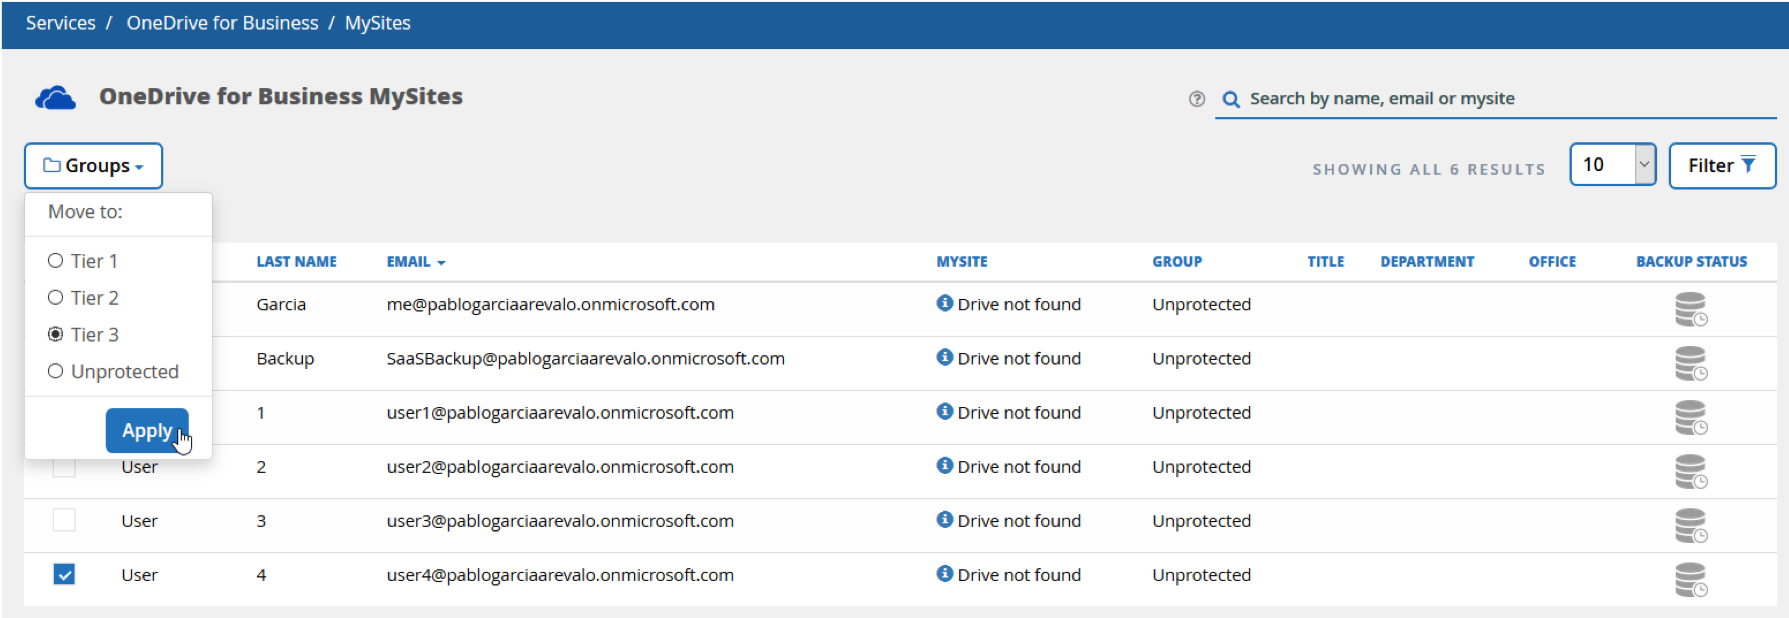 Services / OneDrive for Business / MySites
OneDrive for Business MySites
? Search by name, email or mysite
Groups
SHOWING ALL 6 RESULTS
10
Filter
Move to:
Tier 1
Tier 2
Tier 3
Unprotected
Apply
LAST NAME EMAIL MYSITE GROUP TITLE DEPARTMENT OFFICE BACKUP STATUS
Garcia me@pablogarciaarevalo.onmicrosoft.com Drive not found Unprotected
Backup SaaSBackup@pablogarciaarevalo.onmicrosoft.com Drive not found Unprotected
1 user1@pablogarciaarevalo.onmicrosoft.com Drive not found Unprotected
User 2 user2@pablogarciaarevalo.onmicrosoft.com Drive not found Unprotected
User 3 user3@pablogarciaarevalo.onmicrosoft.com Drive not found Unprotected
User 4 user4@pablogarciaarevalo.onmicrosoft.com Drive not found Unprotected